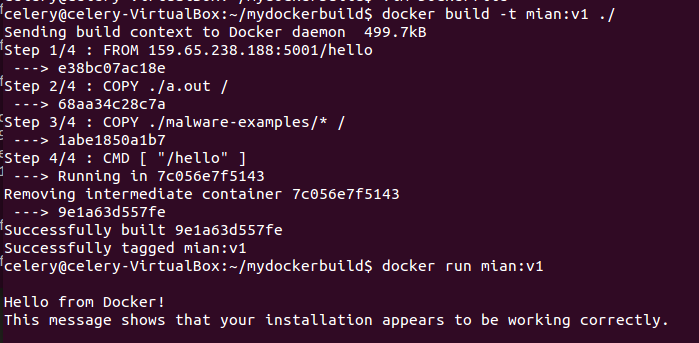 celery@celery-VirtualBox:~/mydockerbuild$ docker build -t mian:v1 ./
Sending build context to Docker daemon  499.7kB
Step 1/4 : FROM 159.65.238.188:5001/hello
 ---> e38bc07ac18e
Step 2/4 : COPY ./a.out /
 ---> 68aa34c28c7a
Step 3/4 : COPY ./malware-examples/* /
 ---> 1abe1850a1b7
Step 4/4 : CMD [ "/hello" ]
 ---> Running in 7c056e7f5143
Removing intermediate container 7c056e7f5143
 ---> 9e1a63d557fe
Successfully built 9e1a63d557fe
Successfully tagged mian:v1
celery@celery-VirtualBox:~/mydockerbuild$ docker run mian:v1

Hello from Docker!
This message shows that your installation appears to be working correctly.